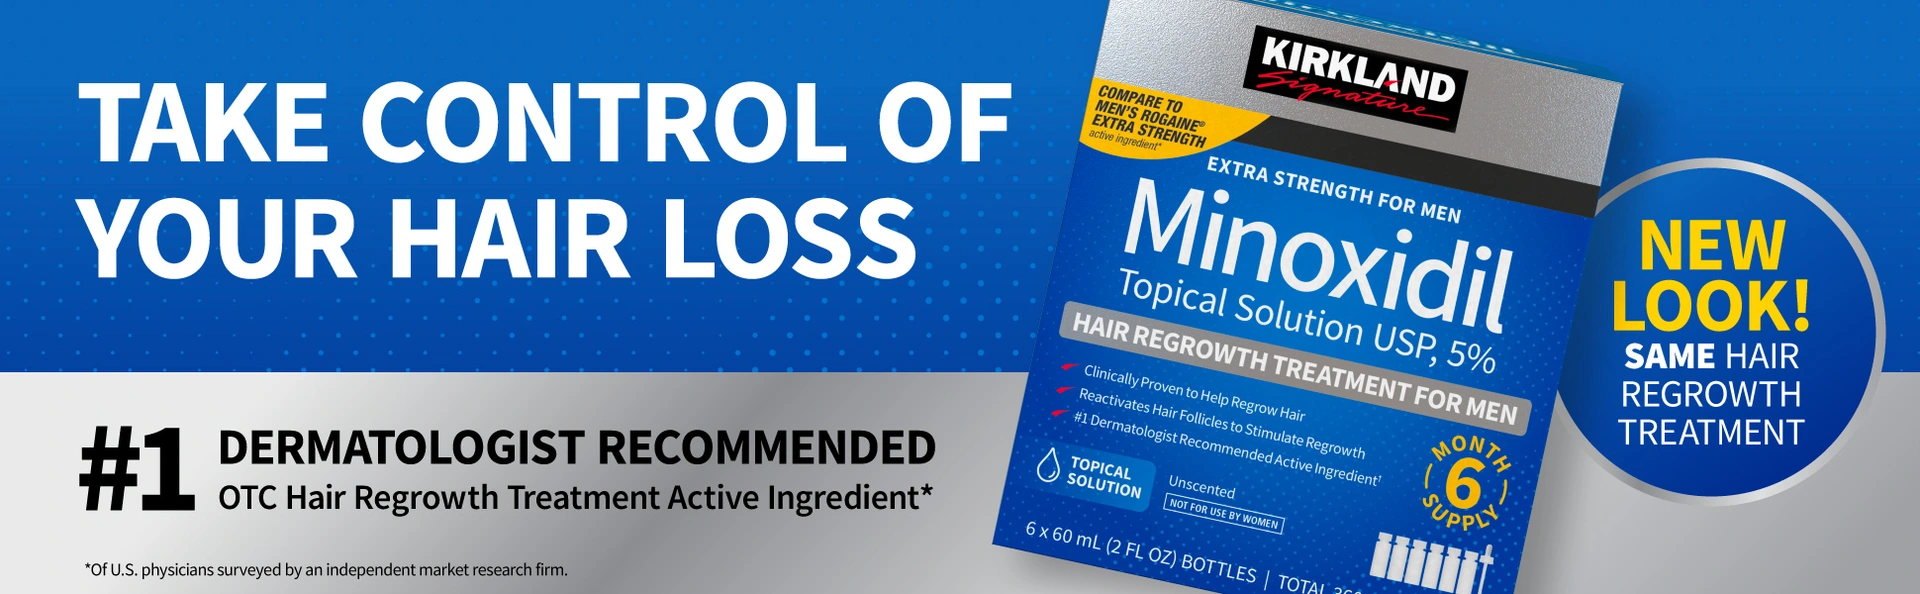 TAKE CONTROL OF
YOUR HAIR LOSS
#1 DERMATOLOGIST RECOMMENDED
OTC Hair Regrowth Treatment Active Ingredient*
*Of U.S. physicians surveyed by an independent market research firm.
KIRKLAND
Signature
COMPARE TO
MEN'S ROGAINE®
EXTRA STRENGTH
active ingredient*
EXTRA STRENGTH FOR MEN
Minoxidil
Topical Solution USP, 5%
HAIR REGROWTH TREATMENT FOR MEN
Clinically Proven to Help Regrow Hair
Reactivates Hair Follicles to Stimulate Regrowth
#1 Dermatologist Recommended Active Ingredient†
TOPICAL
SOLUTION
Unscented
NOT FOR USE BY WOMEN
MONTH
6
SUPPLY
6 x 60 mL (2 FL OZ) BOTTLES | TOTAL
NEW
LOOK!
SAME HAIR
REGROWTH
TREATMENT